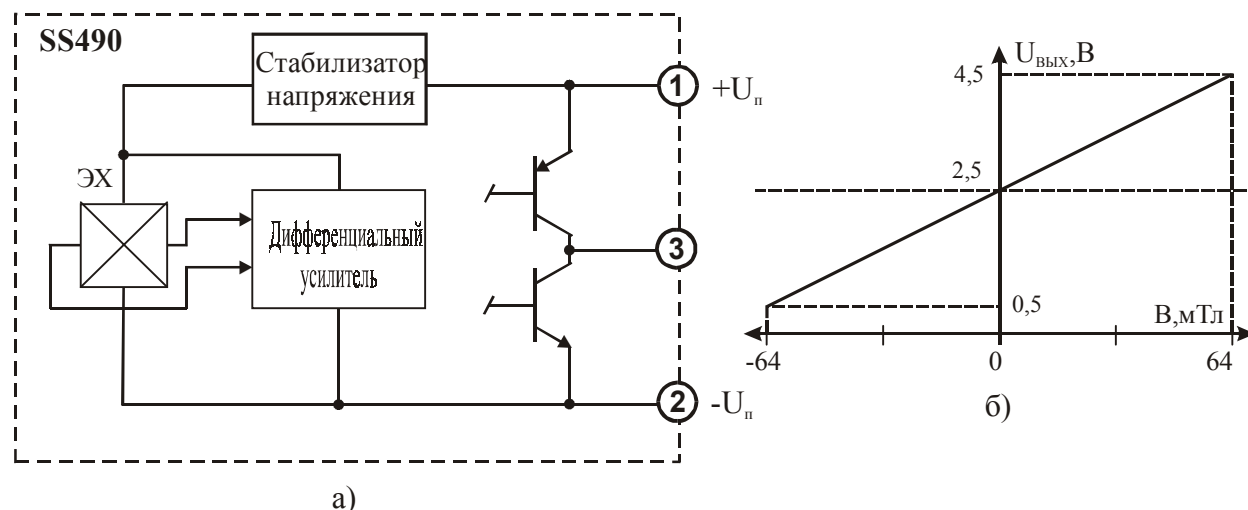 SS490
Стабилизатор
напряжения
1
+Uп
ЭХ
Дифференциальный
усилитель
3
2
-Uп
а)
UВЫХ,В
4,5
2,5
0,5
В,мТл
-64
0
64
б)